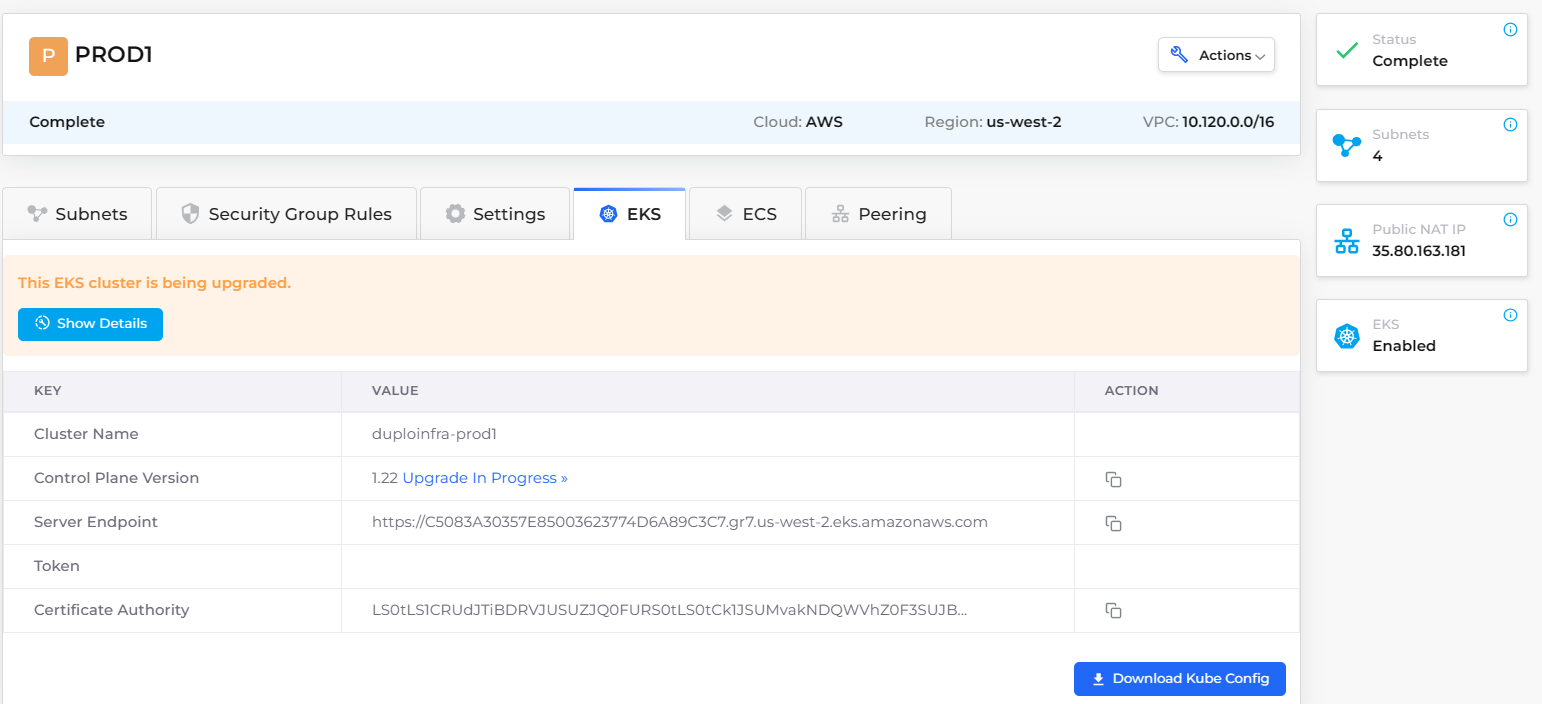 P PROD1
Actions
Complete
Cloud: AWS
Region: us-west-2
VPC: 10.120.0.0/16
Subnets
Security Group Rules
Settings
EKS
ECS
Peering
This EKS cluster is being upgraded.
Show Details
KEY VALUE ACTION
Cluster Name duploinfra-prod1
Control Plane Version 1.22 Upgrade In Progress »
Server Endpoint https://C5083A30357E85003623774D6A89C3C7.gr7.us-west-2.eks.amazonaws.com
Token
Certificate Authority LS0tLS1CRUdJTiBDRVJUSUZJQ0FURS0tLS0tCk1JSUMvakNDQWVhZ0F3SUJB...
Download Kube Config
Status
Complete
Subnets
4
Public NAT IP
35.80.163.181
EKS
Enabled